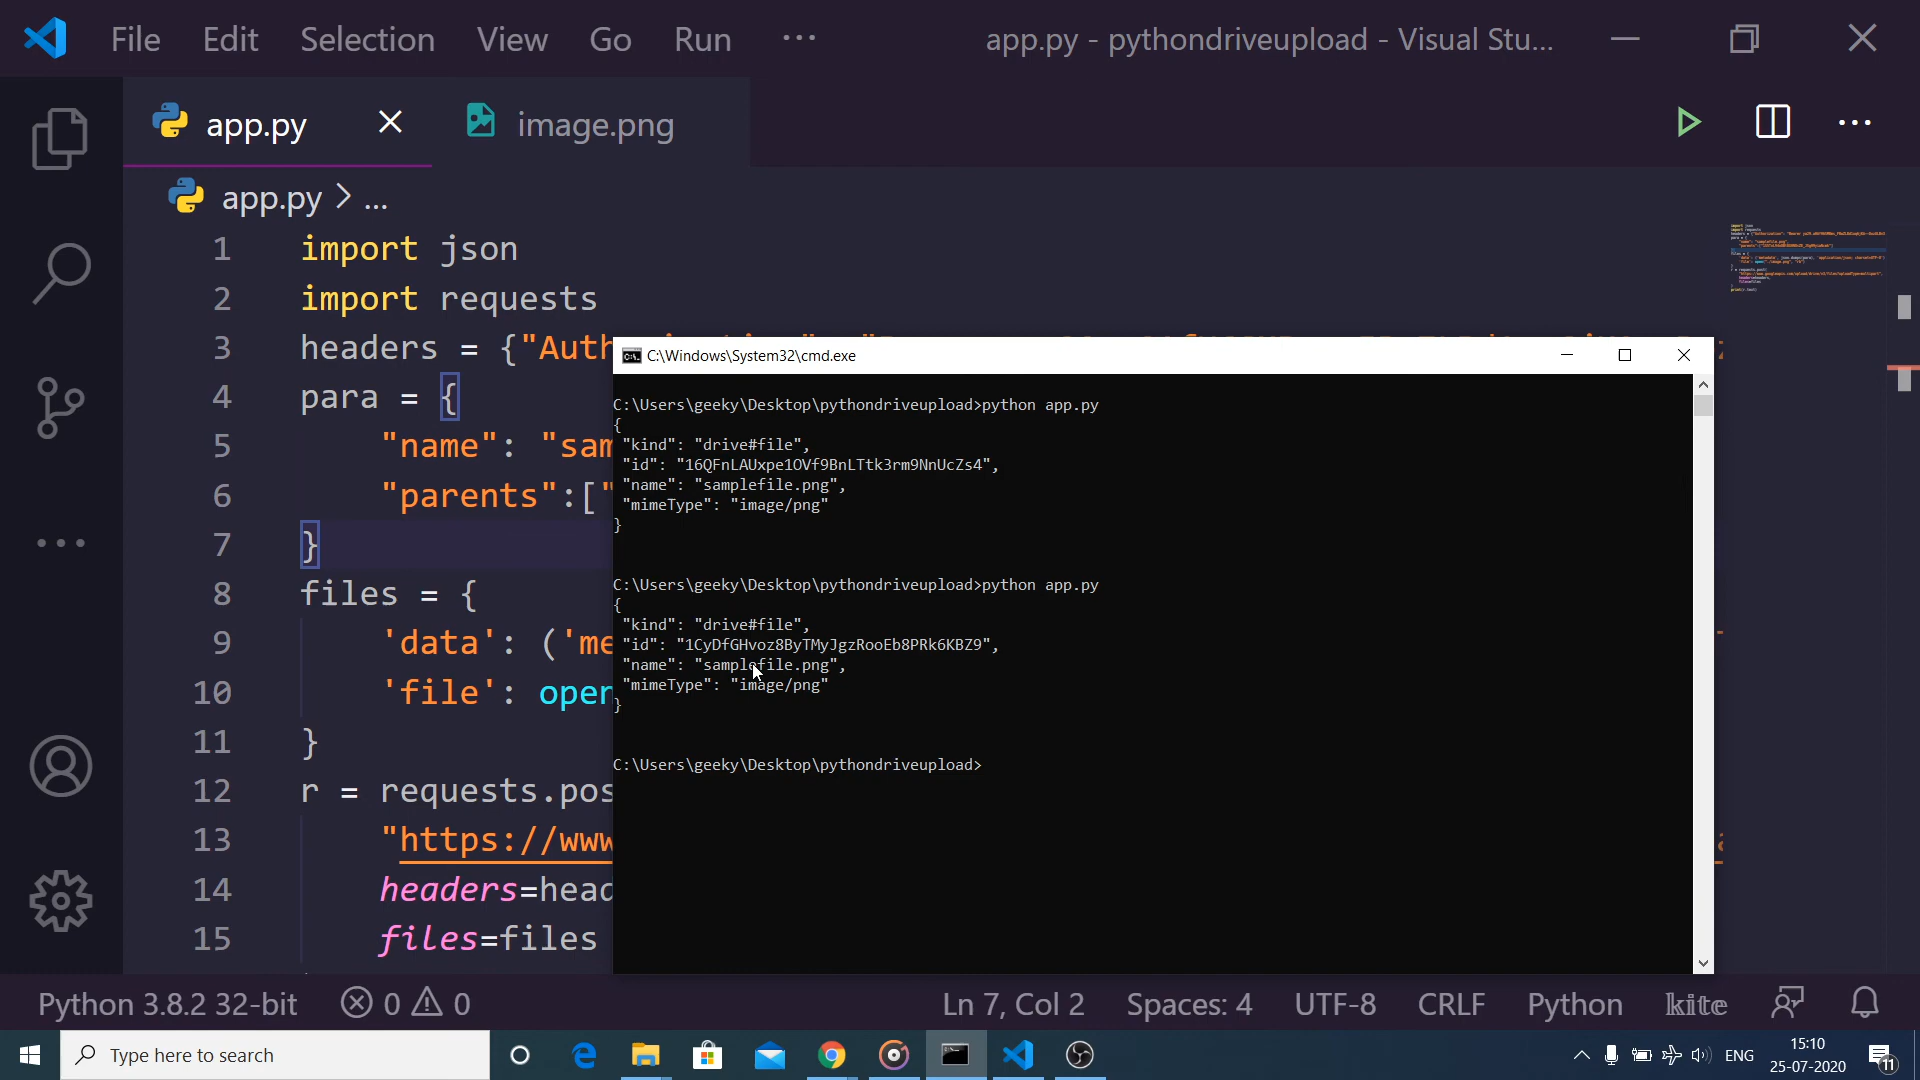 File Edit Selection View Go Run ··· app.py - pythondriveupload - Visual Stu...
app.py image.png
app.py > ...
1 import json
2 import requests
3 headers = {"Auth
4 para = {
5 "name": "sam
6 "parents":["
7 }
8 files = {
9 'data': ('me
10 'file': open
11 }
12 r = requests.pos
13 "https://www
14 headers=head
15 files=files
C:\Windows\System32\cmd.exe
C:\Users\geeky\Desktop\pythondriveupload>python app.py
{
"kind": "drive#file",
"id": "16QFnLAUxpe1OVf9BnLTtk3rm9NnUcZs4",
"name": "samplefile.png",
"mimeType": "image/png"
}
C:\Users\geeky\Desktop\pythondriveupload>python app.py
{
"kind": "drive#file",
"id": "1CyDfGHvoz8ByTMyJgzRooEb8PRk6KBZ9",
"name": "samplefile.png",
"mimeType": "image/png"
}
C:\Users\geeky\Desktop\pythondriveupload>
Python 3.8.2 32-bit 0 0 Ln 7, Col 2 Spaces: 4 UTF-8 CRLF Python kite
Type here to search ENG 15:10
25-07-2020 11